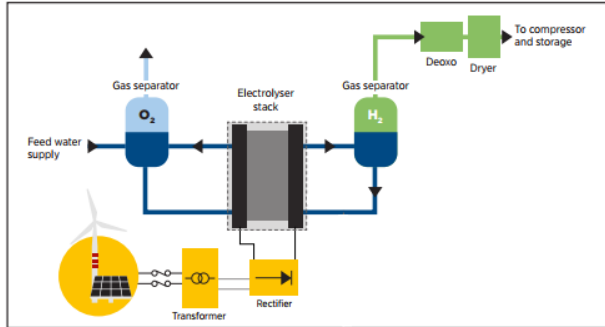 To compressor
and storage
Deoxo
Dryer
Gas separator
Electrolyser
stack
Gas separator
O₂
H₂
Feed water
supply
Transformer
Rectifier